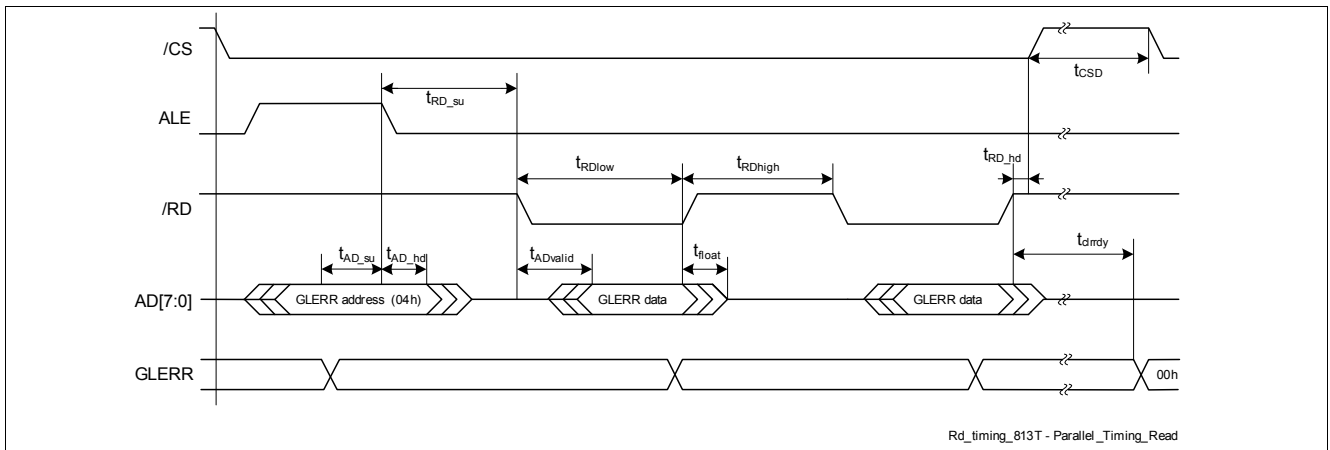 /CS
tCSD
tRD_su
ALE
tRDlow
tRDhigh
tRD_hd
/RD
tAD_su
tAD_hd
tADvalid
tfloat
tclrrdy
AD[7:0]
GLERR address (04h)
GLERR data
GLERR data
GLERR
00h
Rd_timing_813T - Parallel_Timing_Read